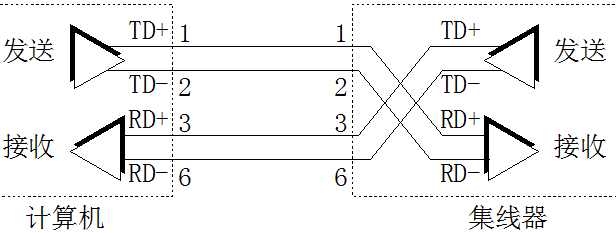 TD+ 1 1 TD+
发送 发送
TD- 2 2 TD-
RD+ 3 3 RD+
接收 接收
RD- 6 6 RD-
计算机 集线器